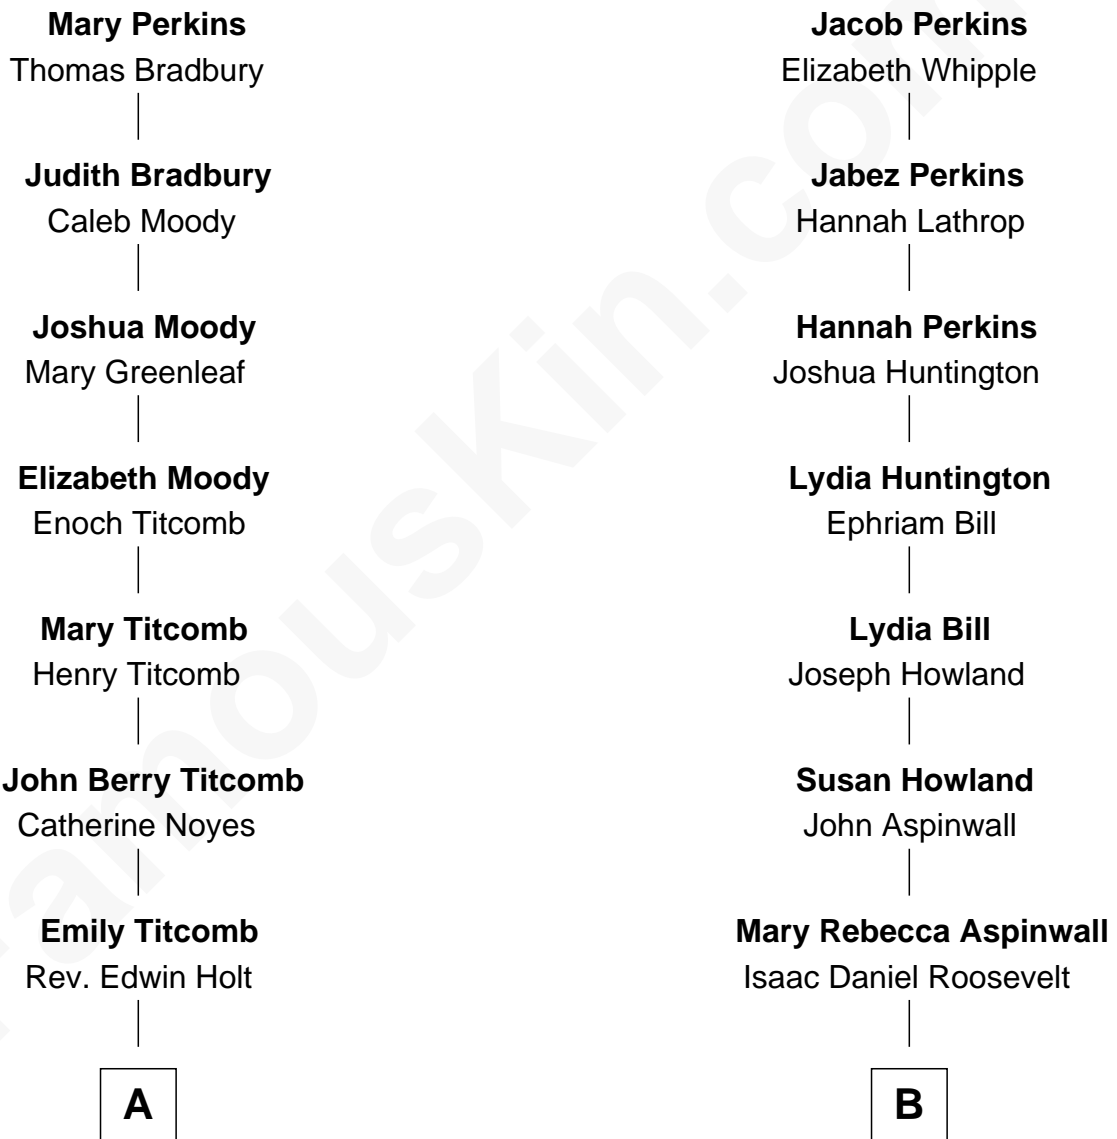 Mary Perkins
Thomas Bradbury
Judith Bradbury
Caleb Moody
Joshua Moody
Mary Greenleaf
Elizabeth Moody
Enoch Titcomb
Mary Titcomb
Henry Titcomb
John Berry Titcomb
Catherine Noyes
Emily Titcomb
Rev. Edwin Holt
A
Jacob Perkins
Elizabeth Whipple
Jabez Perkins
Hannah Lathrop
Hannah Perkins
Joshua Huntington
Lydia Huntington
Ephriam Bill
Lydia Bill
Joseph Howland
Susan Howland
John Aspinwall
Mary Rebecca Aspinwall
Isaac Daniel Roosevelt
B
FamousKin.com